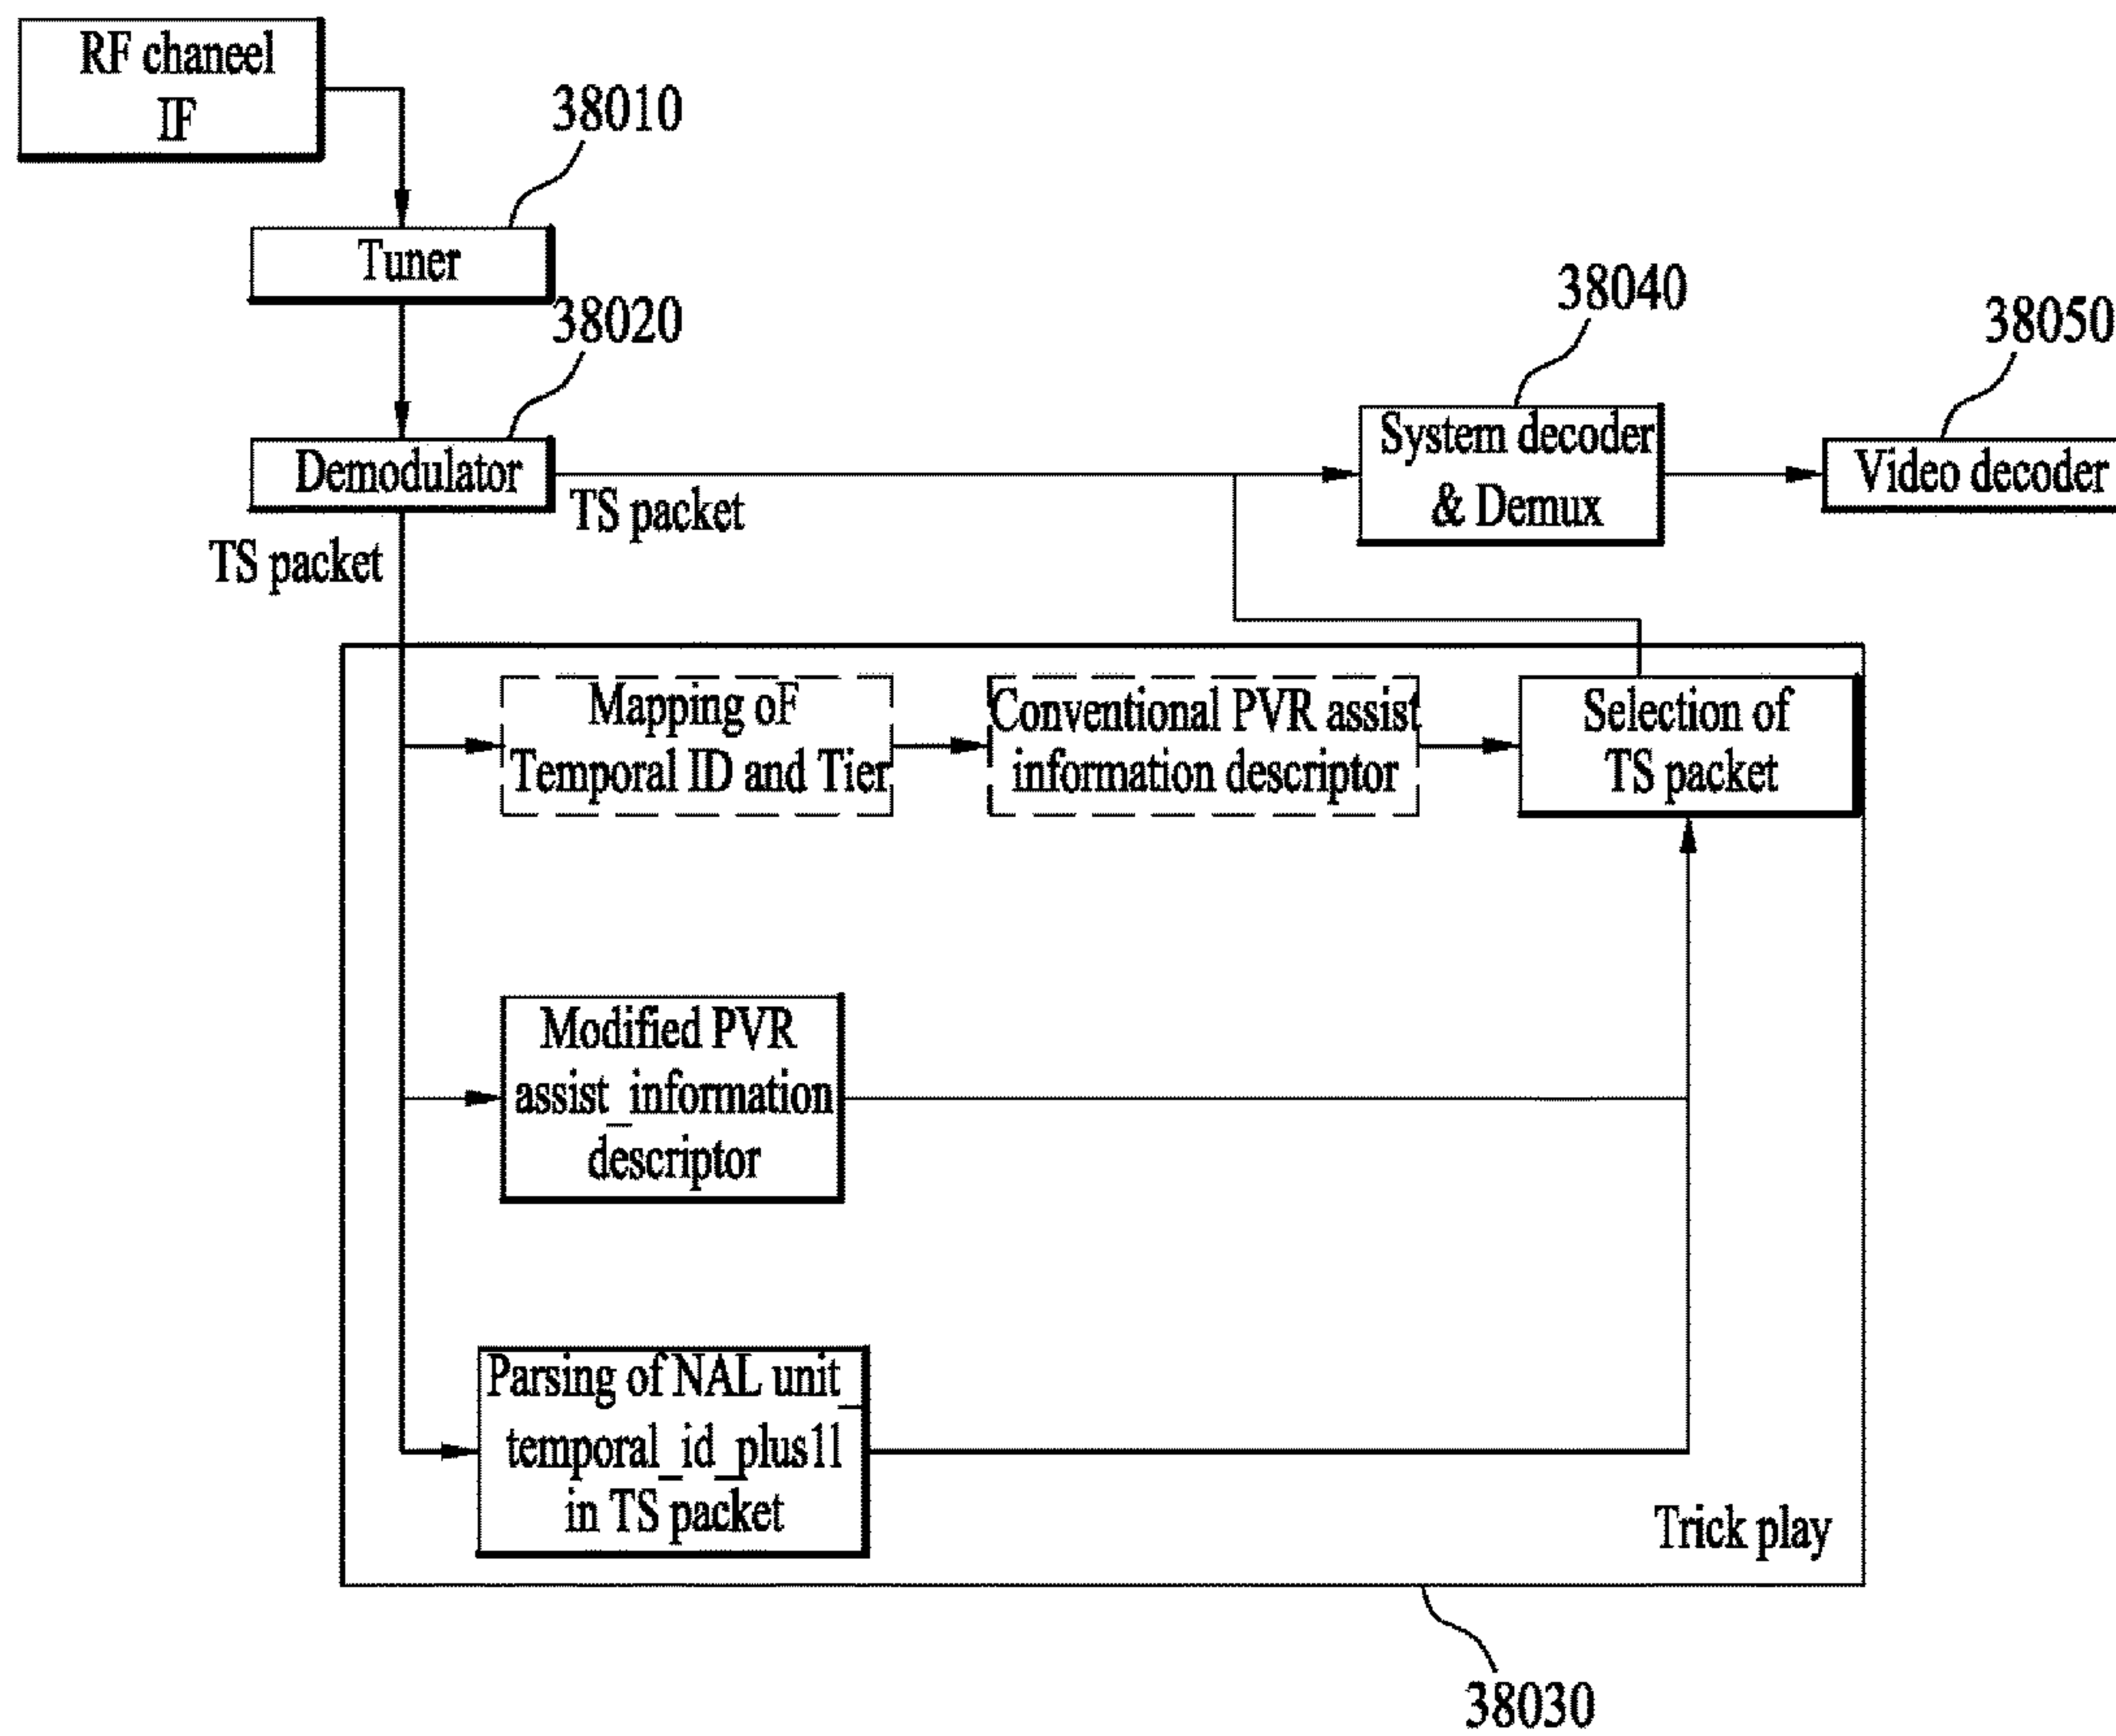 RF chaneel
IF
38010
Tuner
38020
Demodulator
TS packet
TS packet
38040
System decoder
& Demux
38050
Video decoder
Mapping oF
Temporal ID and Tier
Conventional PVR assist
information descriptor
Selection of
TS packet
Modified PVR
assist_information
descriptor
Parsing of NAL unit_
temporal_id_plus1l
in TS packet
Trick play
38030